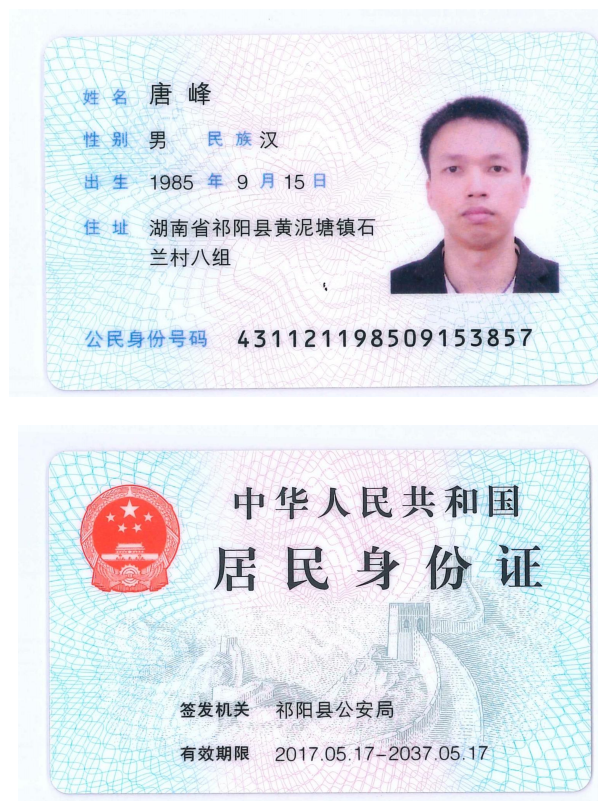 姓名 唐峰
性别 男 民族 汉
出生 1985 年 9 月 15 日
住址 湖南省祁阳县黄泥塘镇石
兰村八组
公民身份号码 431121198509153857
中华人民共和国
居民身份证
签发机关 祁阳县公安局
有效期限 2017.05.17-2037.05.17